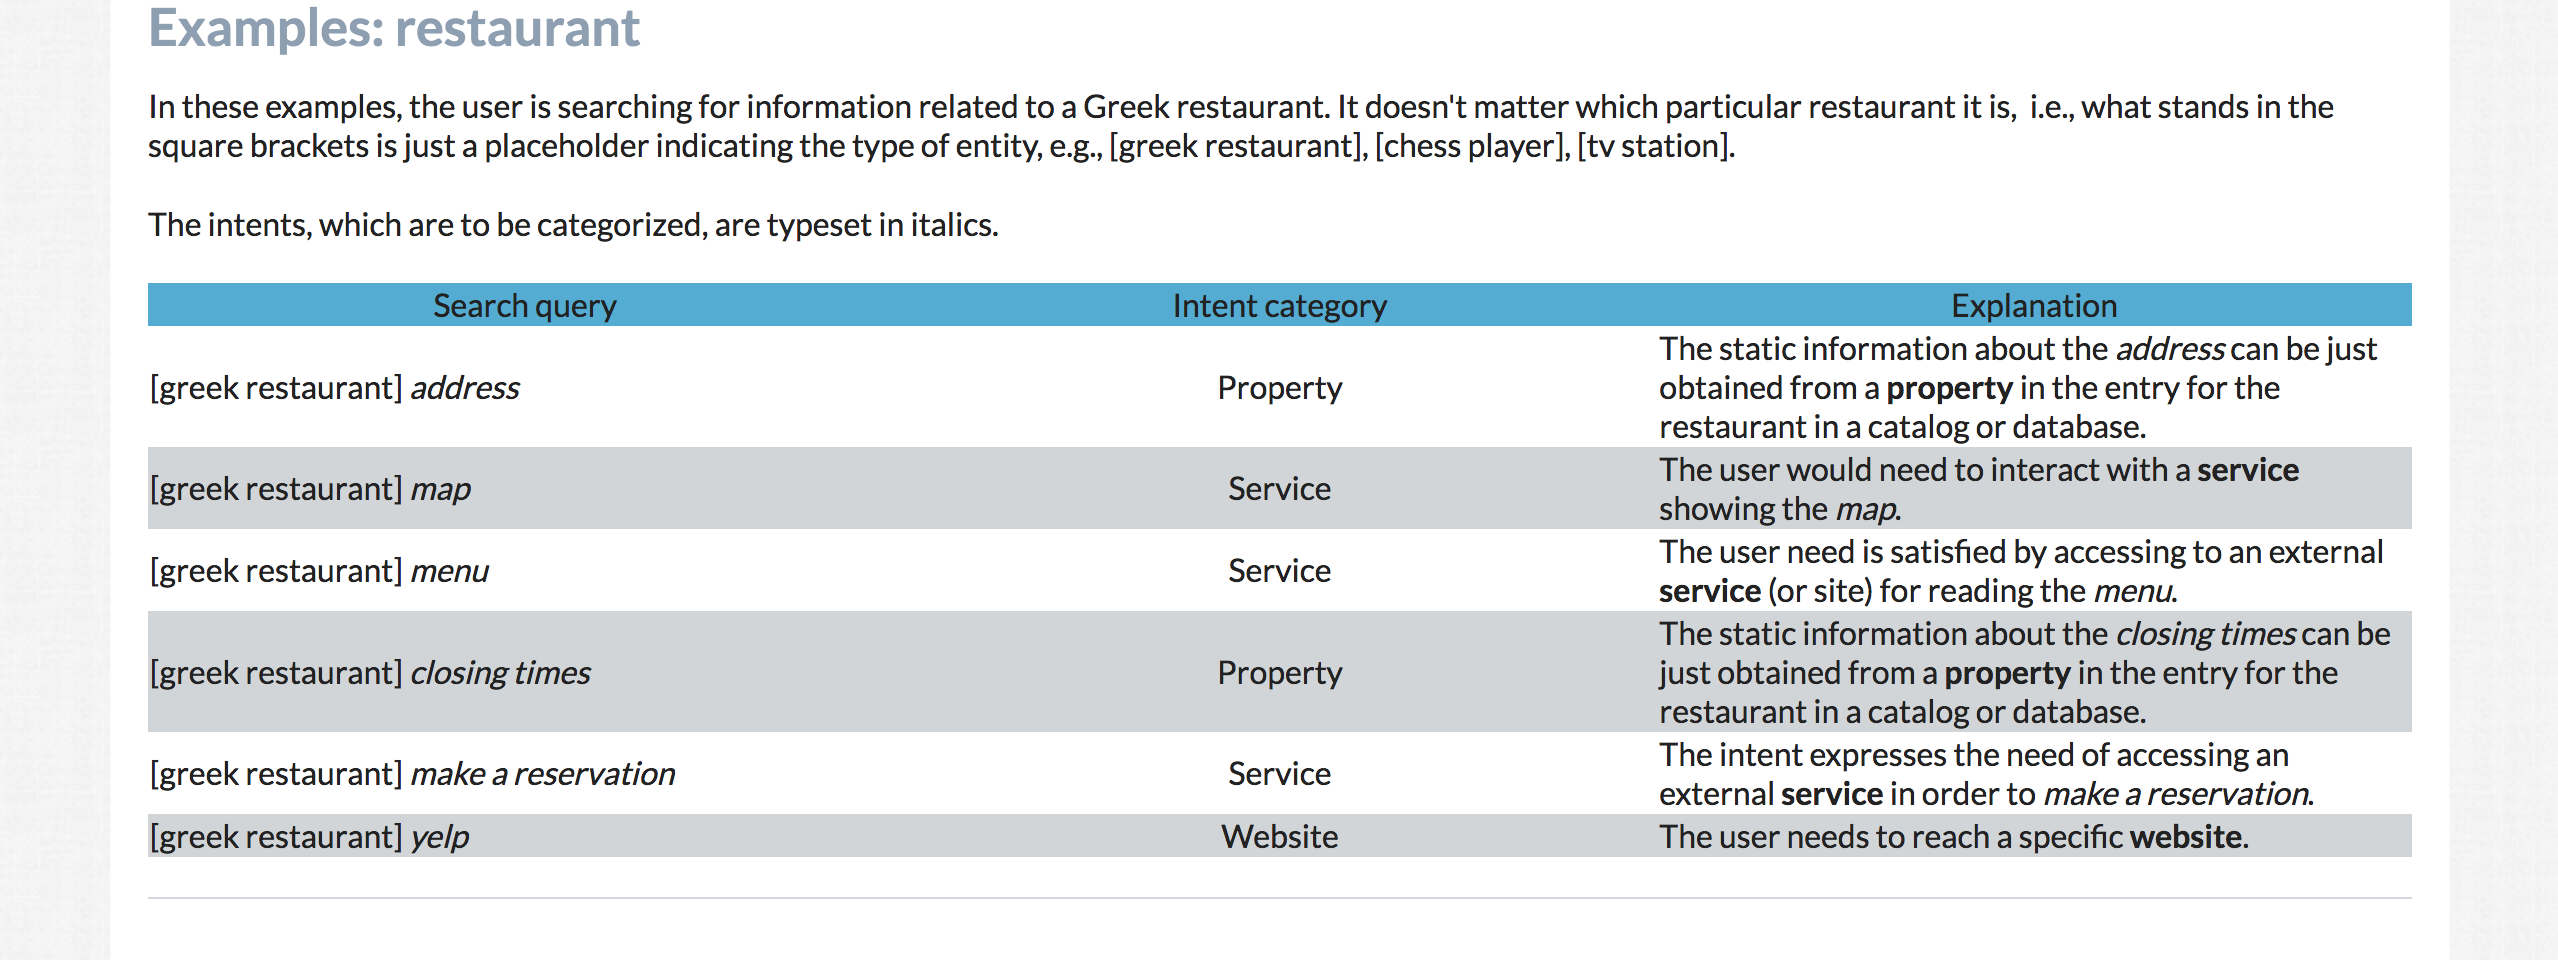 Examples: restaurant
In these examples, the user is searching for information related to a Greek restaurant. It doesn't matter which particular restaurant it is,  i.e., what stands in the
square brackets is just a placeholder indicating the type of entity, e.g., [greek restaurant], [chess player], [tv station].
The intents, which are to be categorized, are typeset in italics.
Search query Intent category Explanation
[greek restaurant] address Property
The static information about the address can be just
obtained from a property in the entry for the
restaurant in a catalog or database.
[greek restaurant] map Service
The user would need to interact with a service
showing the map.
[greek restaurant] menu Service
The user need is satisfied by accessing to an external
service (or site) for reading the menu.
[greek restaurant] closing times Property
The static information about the closing times can be
just obtained from a property in the entry for the
restaurant in a catalog or database.
[greek restaurant] make a reservation Service
The intent expresses the need of accessing an
external service in order to make a reservation.
[greek restaurant] yelp Website The user needs to reach a specific website.